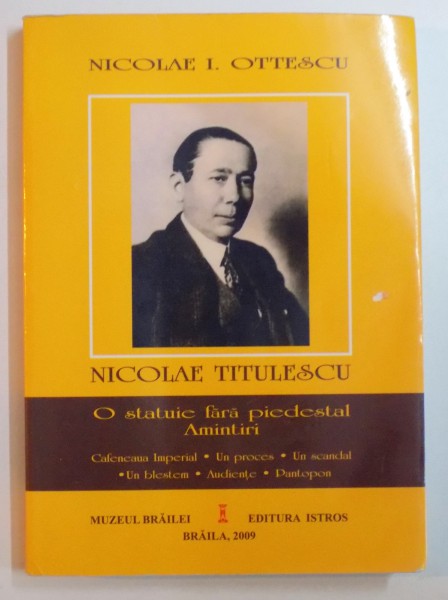 NICOLAE I. OTTESCU
NICOLAE TITULESCU
O statuie fără piedestal
Amintiri
Cafeneaua Imperial • Un proces • Un scandal
• Un blestem • Audienţe • Pantopon
MUZEUL BRĂILEI EDITURA ISTROS
BRĂILA, 2009